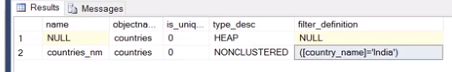 Results Messages
name objectna... is_uniq... type_desc filter_definition
1 NULL countries 0 HEAP NULL
2 countries_nm countries 0 NONCLUSTERED ([country_name]='India')